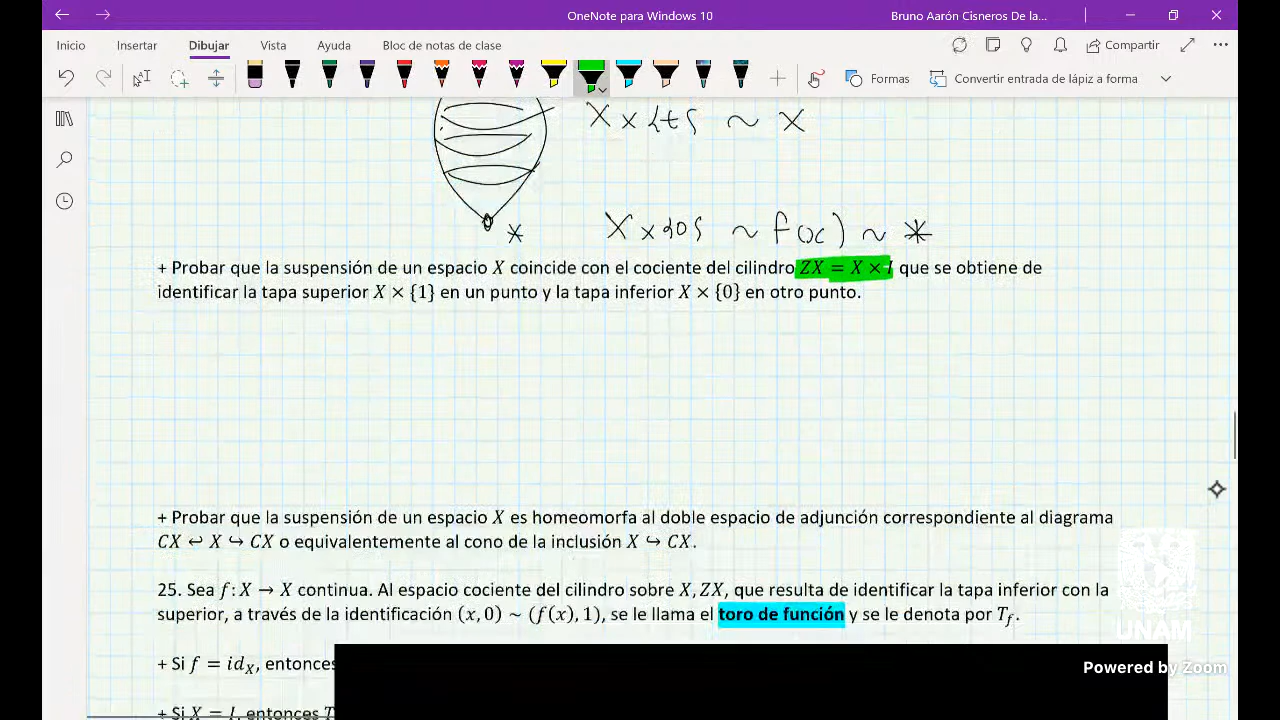 OneNote para Windows 10
Bruno Aarón Cisneros De la...
Inicio Insertar Dibujar Vista Ayuda Bloc de notas de clase Compartir
Formas Convertir entrada de lápiz a forma
X × {t} ~ X
*
X × {0} ~ f(x) ~ *
+ Probar que la suspensión de un espacio X coincide con el cociente del cilindro ZX = X × I que se obtiene de
identificar la tapa superior X × {1} en un punto y la tapa inferior X × {0} en otro punto.
+ Probar que la suspensión de un espacio X es homeomorfa al doble espacio de adjunción correspondiente al diagrama
CX ↩ X ↪ CX o equivalentemente al cono de la inclusión X ↪ CX.
25. Sea f: X → X continua. Al espacio cociente del cilindro sobre X, ZX, que resulta de identificar la tapa inferior con la
superior, a través de la identificación (x, 0) ~ (f(x), 1), se le llama el toro de función y se le denota por T_f.
UNAM
+ Si f = id_X, entonces
Powered by Zoom
+ Si X = I, entonces T